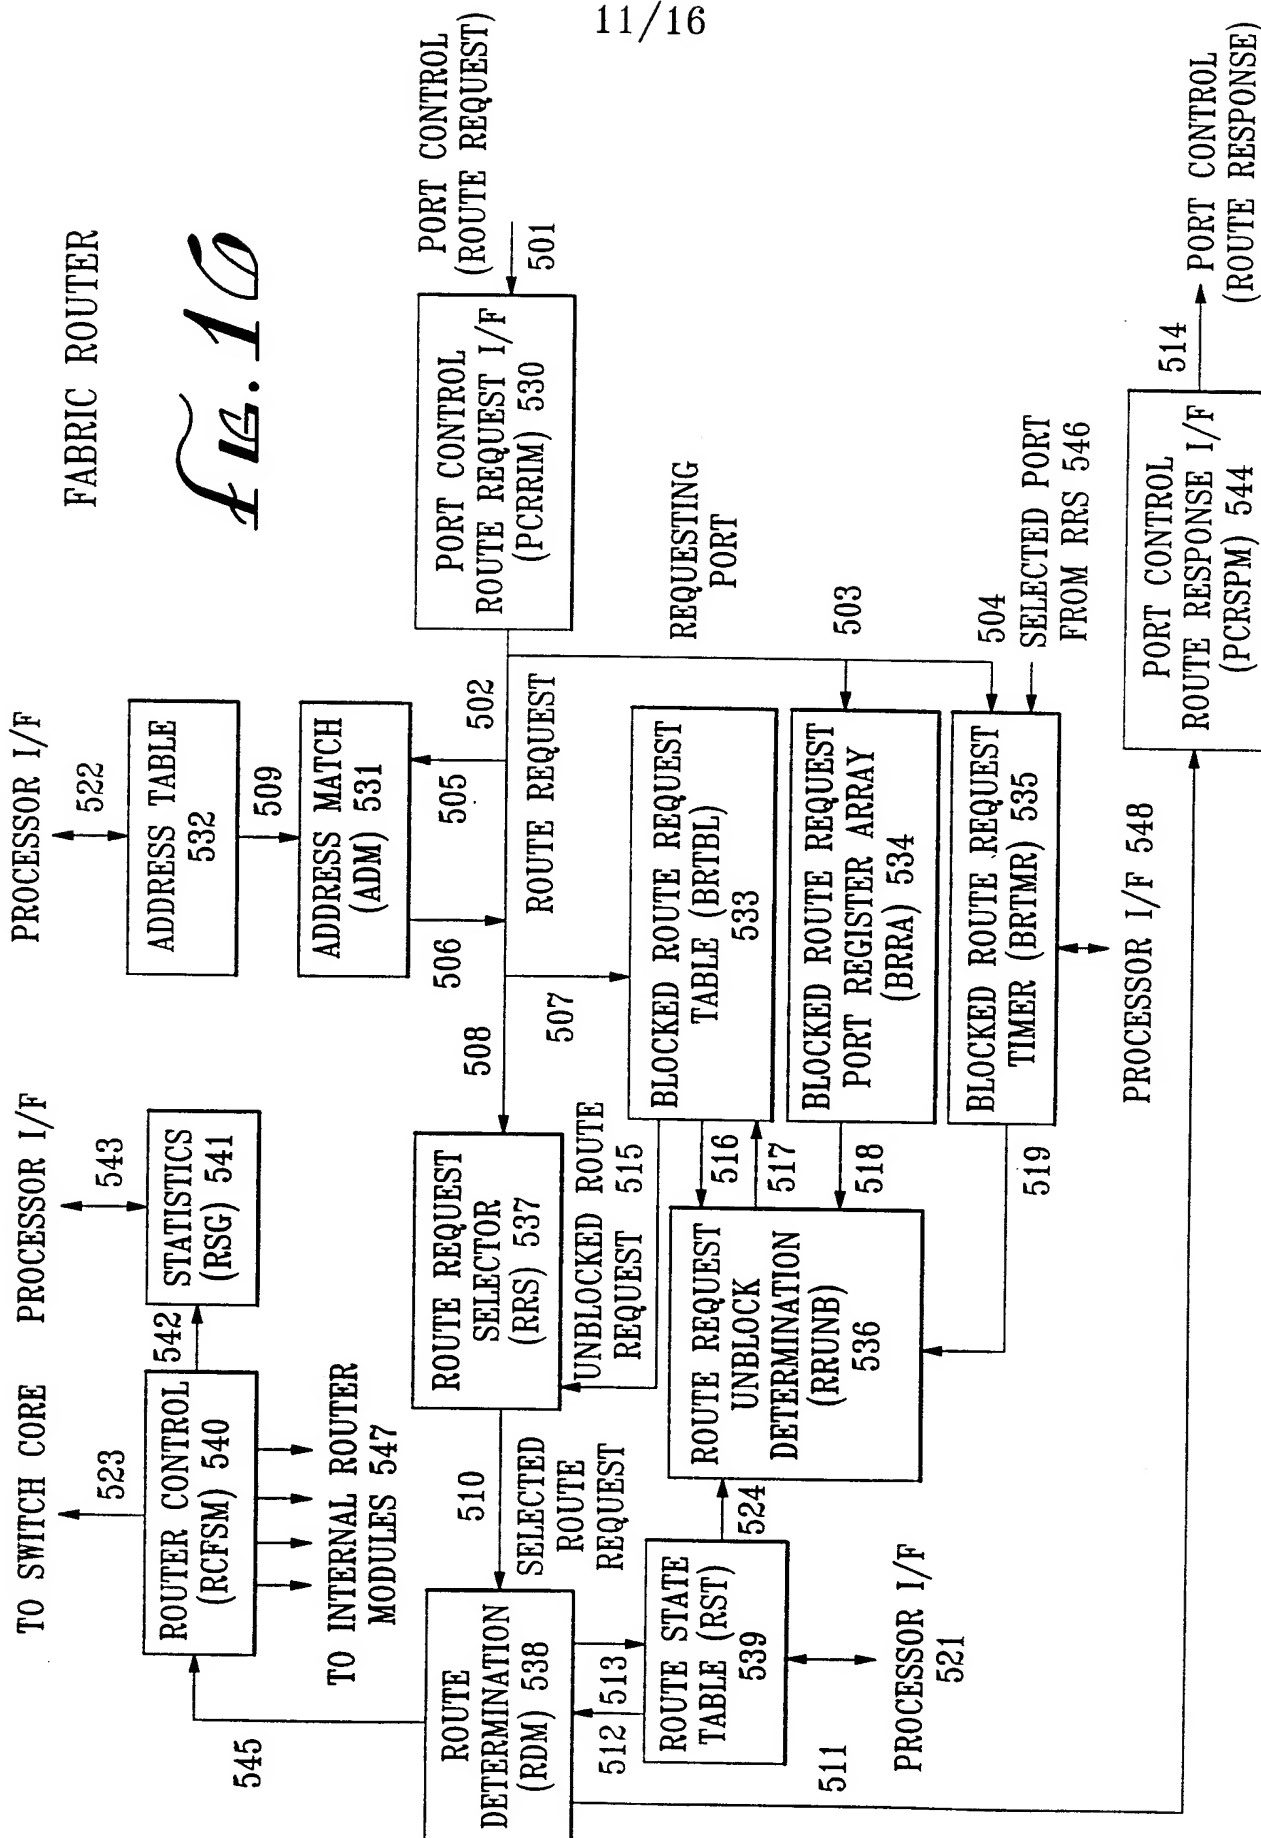 11/16
FABRIC ROUTER
FIG. 16
TO SWITCH CORE
PROCESSOR I/F
PROCESSOR I/F
523
543
522
ROUTER CONTROL
(RCFSM) 540
542
STATISTICS
(RSG) 541
ADDRESS TABLE
532
509
TO INTERNAL ROUTER
MODULES 547
ADDRESS MATCH
(ADM) 531
545
506
505
PORT CONTROL
(ROUTE REQUEST)
501
PORT CONTROL
ROUTE REQUEST I/F
(PCRRIM) 530
502
508
ROUTE REQUEST
507
ROUTE
DETERMINATION
(RDM) 538
510
SELECTED
ROUTE
REQUEST
ROUTE REQUEST
SELECTOR
(RRS) 537
UNBLOCKED ROUTE
REQUEST 515
REQUESTING
PORT
512
513
BLOCKED ROUTE REQUEST
TABLE (BRTBL)
533
516
517
ROUTE STATE
TABLE (RST)
539
524
ROUTE REQUEST
UNBLOCK
DETERMINATION
(RRUNB)
536
518
BLOCKED ROUTE REQUEST
PORT REGISTER ARRAY
(BRRA) 534
503
511
PROCESSOR I/F
521
519
BLOCKED ROUTE REQUEST
TIMER (BRTMR) 535
504
SELECTED PORT
FROM RRS 546
PROCESSOR I/F 548
PORT CONTROL
ROUTE RESPONSE I/F
(PCRSPM) 544
514
PORT CONTROL
(ROUTE RESPONSE)